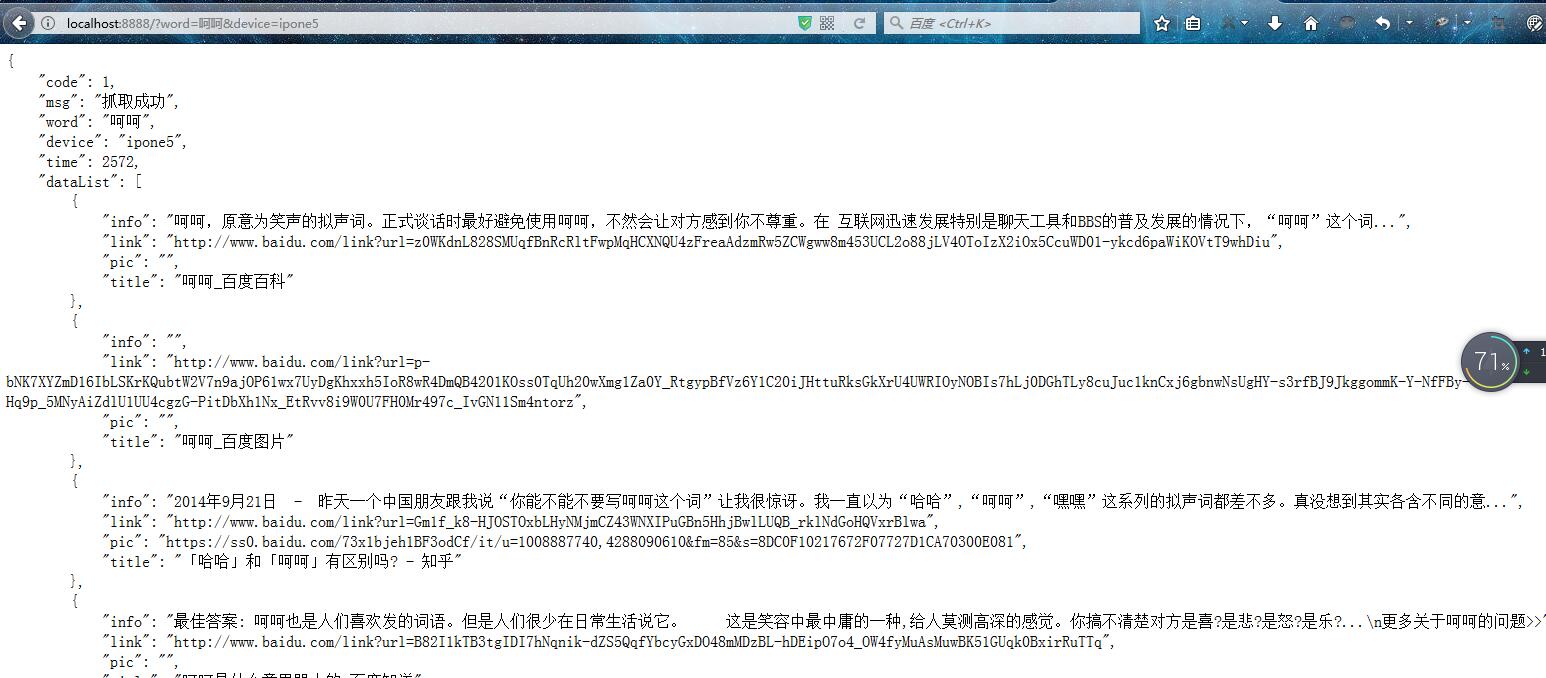 localhost:8888/?word=呵呵&device=ipone5
百度 <Ctrl+K>
{
"code": 1,
"msg": "抓取成功",
"word": "呵呵",
"device": "ipone5",
"time": 2572,
"dataList": [
{
"info": "呵呵，原意为笑声的拟声词。正式谈话时最好避免使用呵呵，不然会让对方感到你不尊重。在 互联网迅速发展特别是聊天工具和BBS的普及发展的情况下，“呵呵”这个词...",
"link": "http://www.baidu.com/link?url=z0WKdnL828SMUqfBnRcRltFwpMqHCXNQU4zFreaAdzmRw5ZCWgww8m453UCL2o88jLV4OToIzX2iOx5CcuWD01-ykcd6paWiKOVtT9whDiu",
"pic": "",
"title": "呵呵_百度百科"
},
{
"info": "",
"link": "http://www.baidu.com/link?url=p-
bNK7XYZmD16IbLSKrKQubtW2V7n9ajOP61wx7UyDgKhxxh5IoR8wR4DmQB4201KOss0TqUh20wXmg1ZaOY_RtgypBfVz6Y1C20iJHttuRksGkXrU4UWRIOyNOBIs7hLjODGhTLy8cuJuc1knCxj6gbnwNsUgHY-s3rfBJ9JkggommK-Y-NfFBy-
Hq9p_5MNyAiZdlU1UU4cgzG-PitDbXh1Nx_EtRvv8i9W0U7FH0Mr497c_IvGN11Sm4ntorz",
"pic": "",
"title": "呵呵_百度图片"
},
{
"info": "2014年9月21日 - 昨天一个中国朋友跟我说“你能不能不要写呵呵这个词”让我很惊讶。我一直以为“哈哈”,“呵呵”,“嘿嘿”这系列的拟声词都差不多。真没想到其实各含不同的意...",
"link": "http://www.baidu.com/link?url=Gm1f_k8-HJOSTOxbLHyNMjmCZ43WNXIPuGBn5HhjBwlLUQB_rklNdGoHQVxrBlwa",
"pic": "https://ss0.baidu.com/73x1bjeh1BF3odCf/it/u=1008887740,4288090610&fm=85&s=8DC0F10217672F07727D1CA70300E081",
"title": "「哈哈」和「呵呵」有区别吗? - 知乎"
},
{
"info": "最佳答案: 呵呵也是人们喜欢发的词语。但是人们很少在日常生活说它。 这是笑容中最中庸的一种,给人莫测高深的感觉。你搞不清楚对方是喜?是悲?是怒?是乐?...\n更多关于呵呵的问题>>"
"link": "http://www.baidu.com/link?url=B82I1kTB3tgIDI7hNqnik-dZS5QqfYbcyGxDO48mMDzBL-hDEipO7o4_OW4fyMuAsMuwBK51GUqkOBxirRuTTq",
"pic": "",
71%